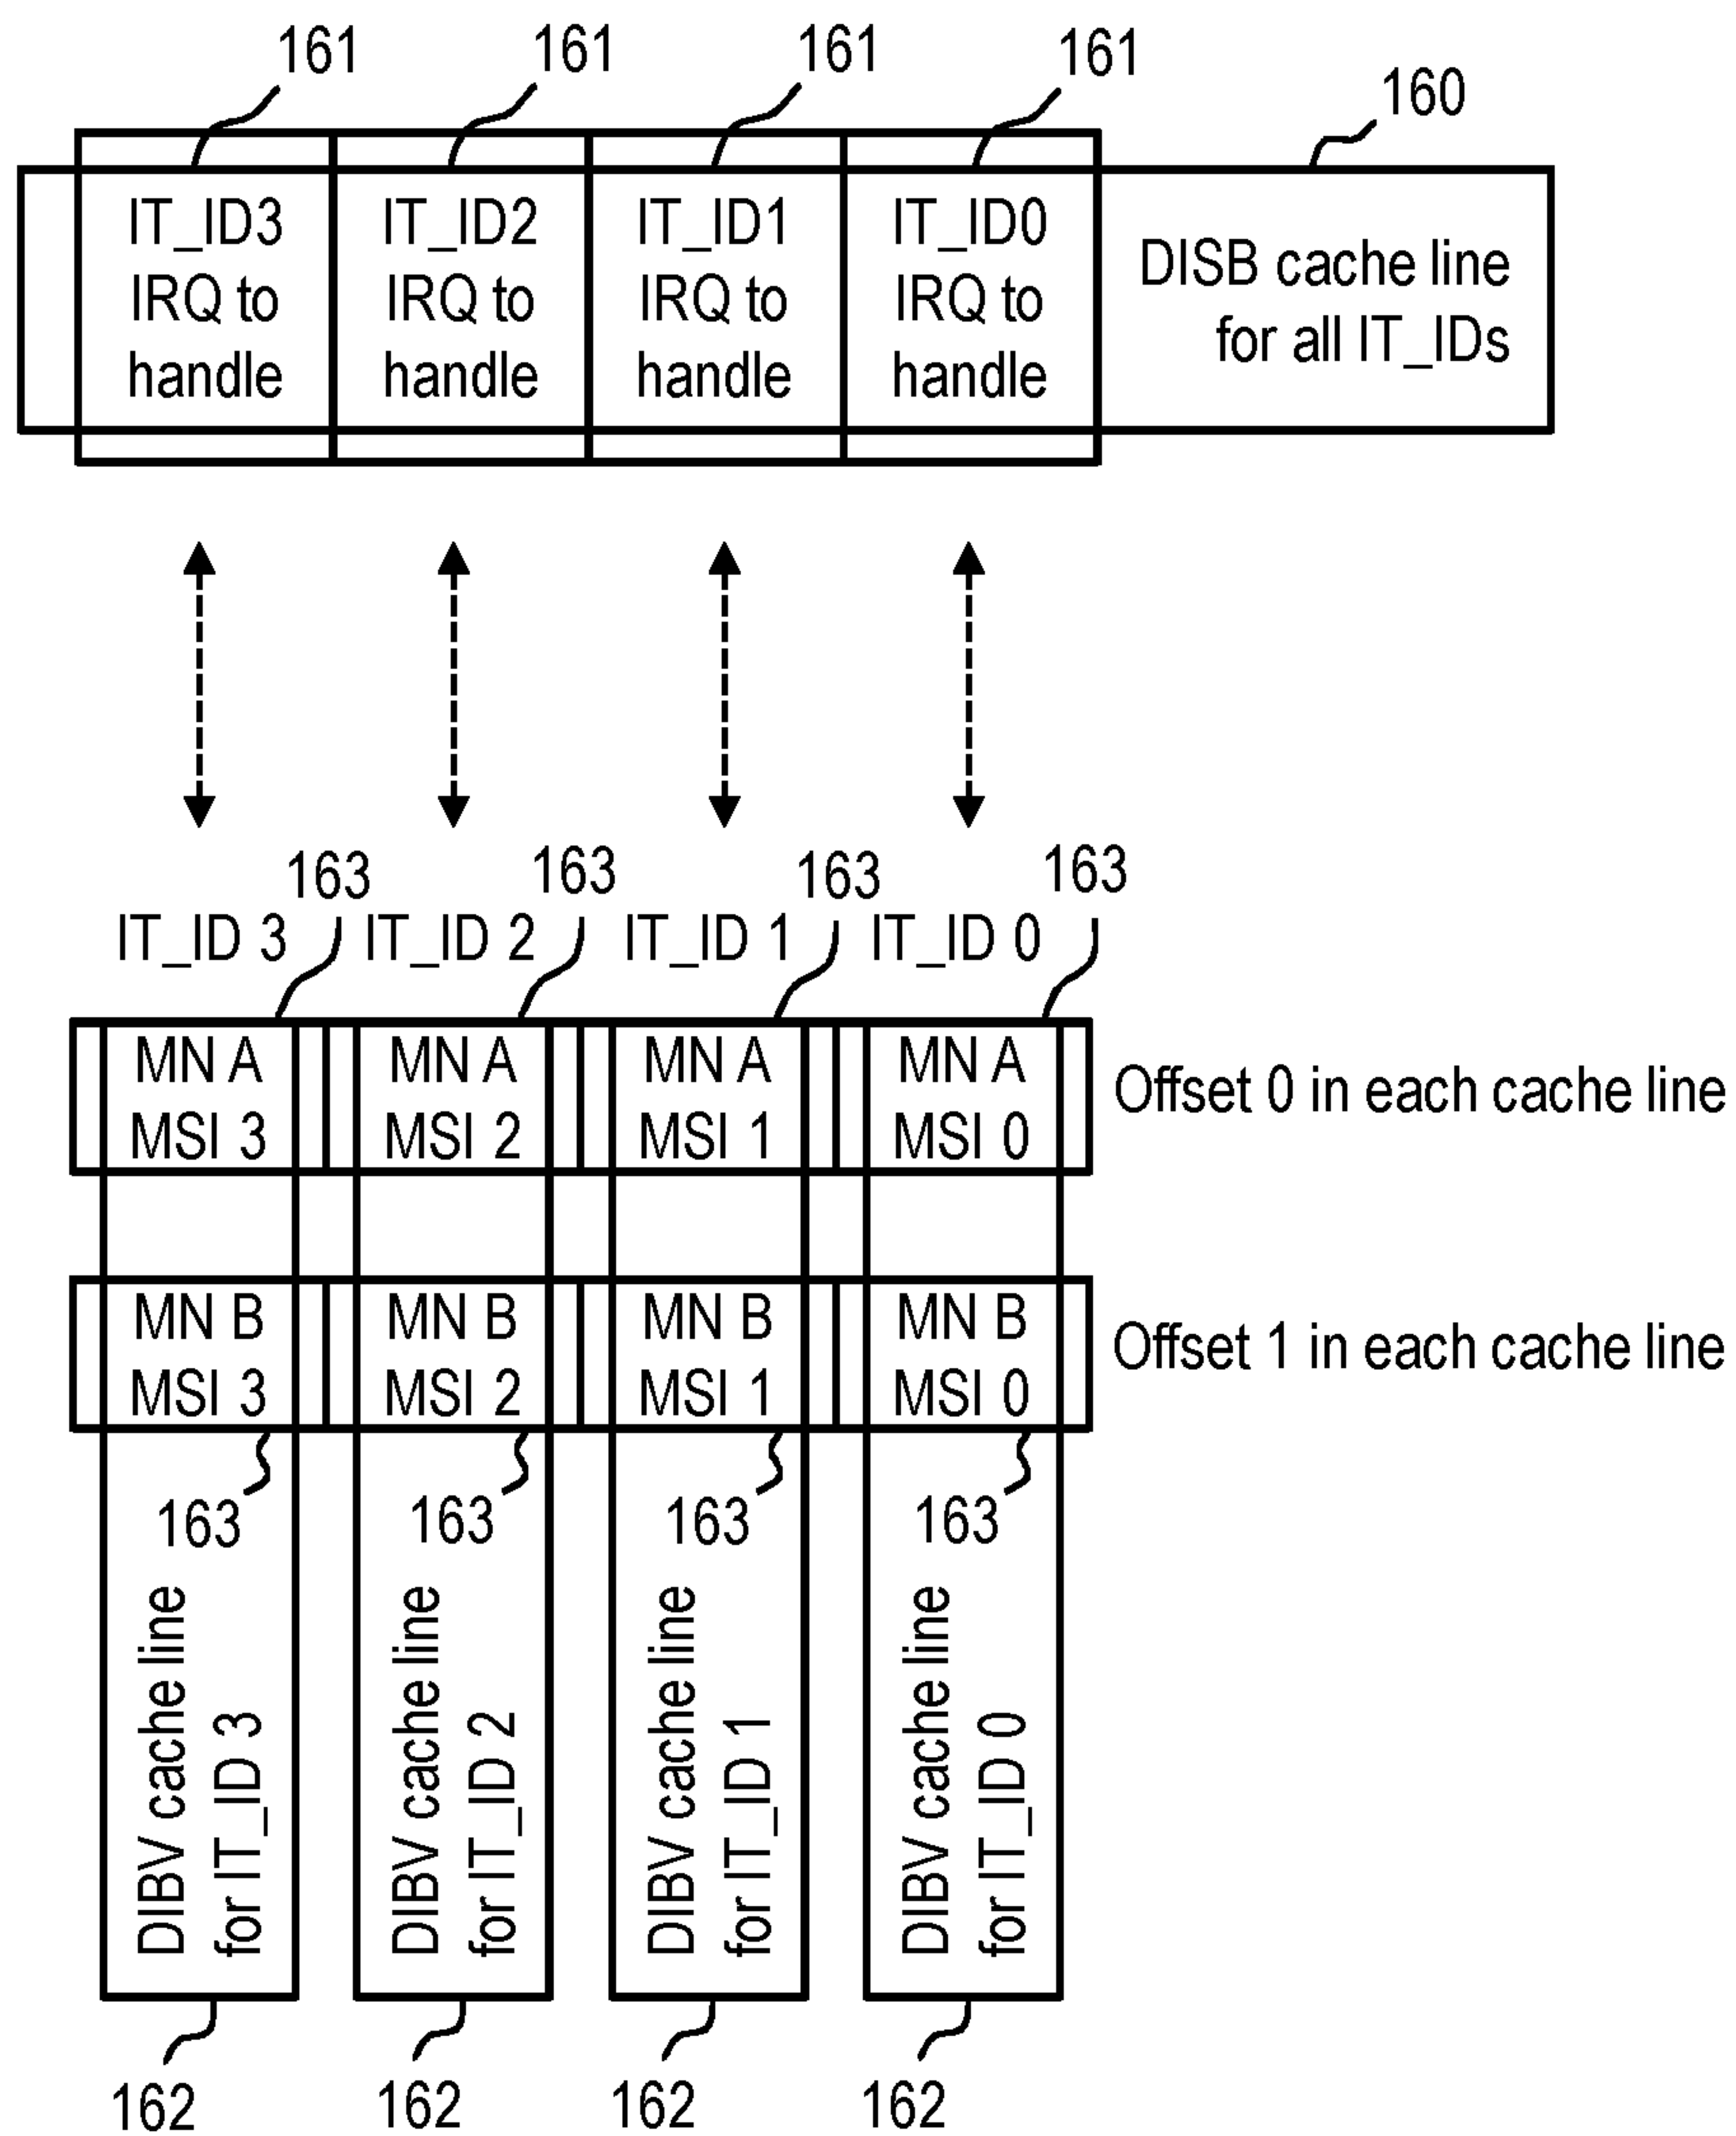 161 161 161 161
160
IT_ID3 IT_ID2 IT_ID1 IT_ID0
IRQ to IRQ to IRQ to IRQ to
handle handle handle handle
DISB cache line
for all IT_IDs
163 163 163 163
IT_ID 3 IT_ID 2 IT_ID 1 IT_ID 0
MN A MN A MN A MN A
MSI 3 MSI 2 MSI 1 MSI 0
Offset 0 in each cache line
MN B MN B MN B MN B
MSI 3 MSI 2 MSI 1 MSI 0
Offset 1 in each cache line
163 163 163 163
DIBV cache line
for IT_ID 3
DIBV cache line
for IT_ID 2
DIBV cache line
for IT_ID 1
DIBV cache line
for IT_ID 0
162 162 162 162